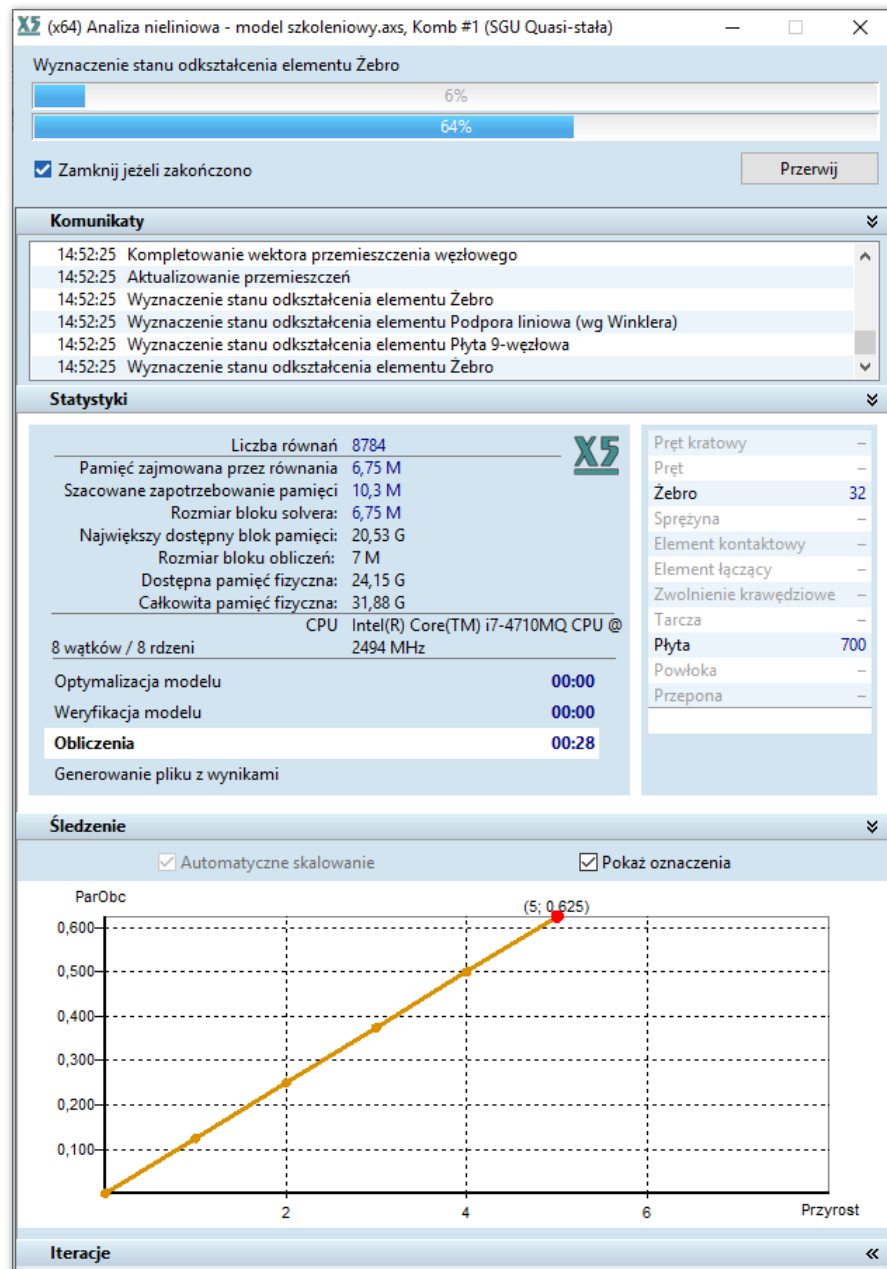 X5 (x64) Analiza nieliniowa - model szkoleniowy.axs, Komb #1 (SGU Quasi-stała)
Wyznaczenie stanu odkształcenia elementu Żebro
6%
64%
Zamknij jeżeli zakończono
Przerwij
Komunikaty
14:52:25 Kompletowanie wektora przemieszczenia węzłowego
14:52:25 Aktualizowanie przemieszczeń
14:52:25 Wyznaczenie stanu odkształcenia elementu Żebro
14:52:25 Wyznaczenie stanu odkształcenia elementu Podpora liniowa (wg Winklera)
14:52:25 Wyznaczenie stanu odkształcenia elementu Płyta 9-węzłowa
14:52:25 Wyznaczenie stanu odkształcenia elementu Żebro
Statystyki
Liczba równań 8784
Pamięć zajmowana przez równania 6,75 M
Szacowane zapotrzebowanie pamięci 10,3 M
Rozmiar bloku solvera: 6,75 M
Największy dostępny blok pamięci: 20,53 G
Rozmiar bloku obliczeń: 7 M
Dostępna pamięć fizyczna: 24,15 G
Całkowita pamięć fizyczna: 31,88 G
CPU Intel(R) Core(TM) i7-4710MQ CPU @
8 wątków / 8 rdzeni 2494 MHz
X5
Optymalizacja modelu 00:00
Weryfikacja modelu 00:00
Obliczenia 00:28
Generowanie pliku z wynikami
Pręt kratowy –
Pręt –
Żebro 32
Sprężyna –
Element kontaktowy –
Element łączący –
Zwolnienie krawędziowe –
Tarcza –
Płyta 700
Powłoka –
Przepona –
Śledzenie
Automatyczne skalowanie
Pokaż oznaczenia
ParObc
(5; 0,625)
0,600
0,500
0,400
0,300
0,200
0,100
2
4
6
Przyrost
Iteracje